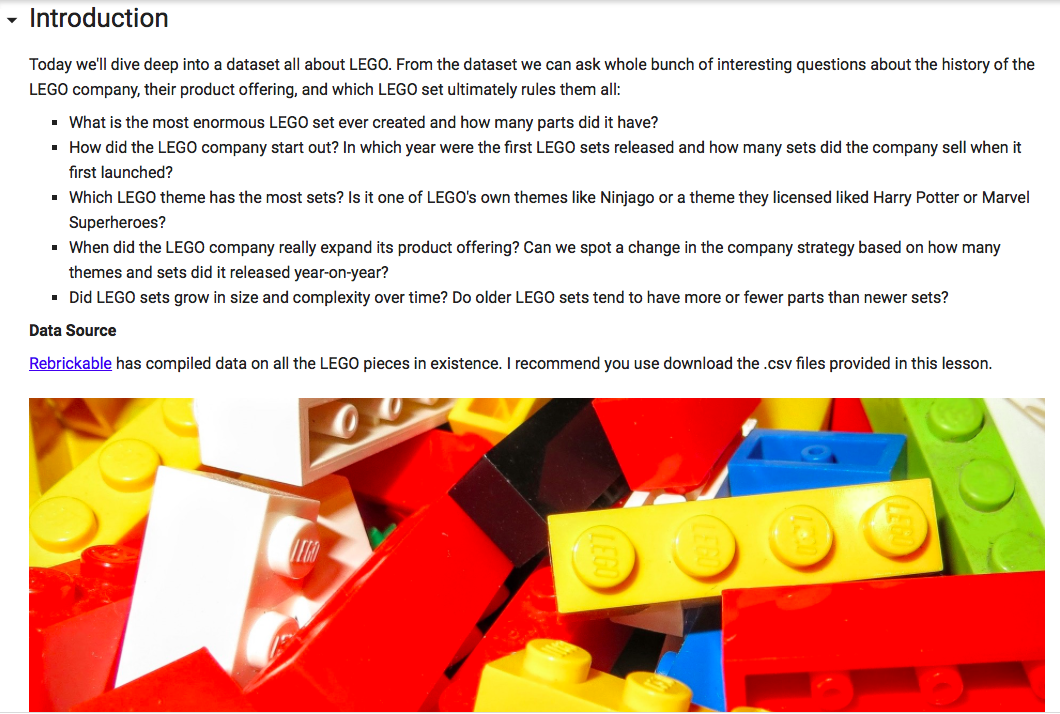 Introduction
Today we'll dive deep into a dataset all about LEGO. From the dataset we can ask whole bunch of interesting questions about the history of the
LEGO company, their product offering, and which LEGO set ultimately rules them all:
What is the most enormous LEGO set ever created and how many parts did it have?
How did the LEGO company start out? In which year were the first LEGO sets released and how many sets did the company sell when it
first launched?
Which LEGO theme has the most sets? Is it one of LEGO's own themes like Ninjago or a theme they licensed liked Harry Potter or Marvel
Superheroes?
When did the LEGO company really expand its product offering? Can we spot a change in the company strategy based on how many
themes and sets did it released year-on-year?
Did LEGO sets grow in size and complexity over time? Do older LEGO sets tend to have more or fewer parts than newer sets?
Data Source
Rebrickable has compiled data on all the LEGO pieces in existence. I recommend you use download the .csv files provided in this lesson.
LEGO
LEGO
LEGO
LEGO
LEGO